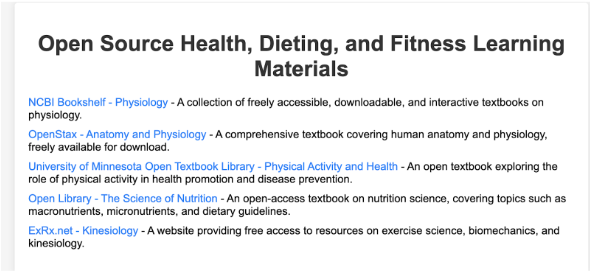 Open Source Health, Dieting, and Fitness Learning
Materials
NCBI Bookshelf - Physiology - A collection of freely accessible, downloadable, and interactive textbooks on
physiology.
OpenStax - Anatomy and Physiology - A comprehensive textbook covering human anatomy and physiology,
freely available for download.
University of Minnesota Open Textbook Library - Physical Activity and Health - An open textbook exploring the
role of physical activity in health promotion and disease prevention.
Open Library - The Science of Nutrition - An open-access textbook on nutrition science, covering topics such as
macronutrients, micronutrients, and dietary guidelines.
ExRx.net - Kinesiology - A website providing free access to resources on exercise science, biomechanics, and
kinesiology.